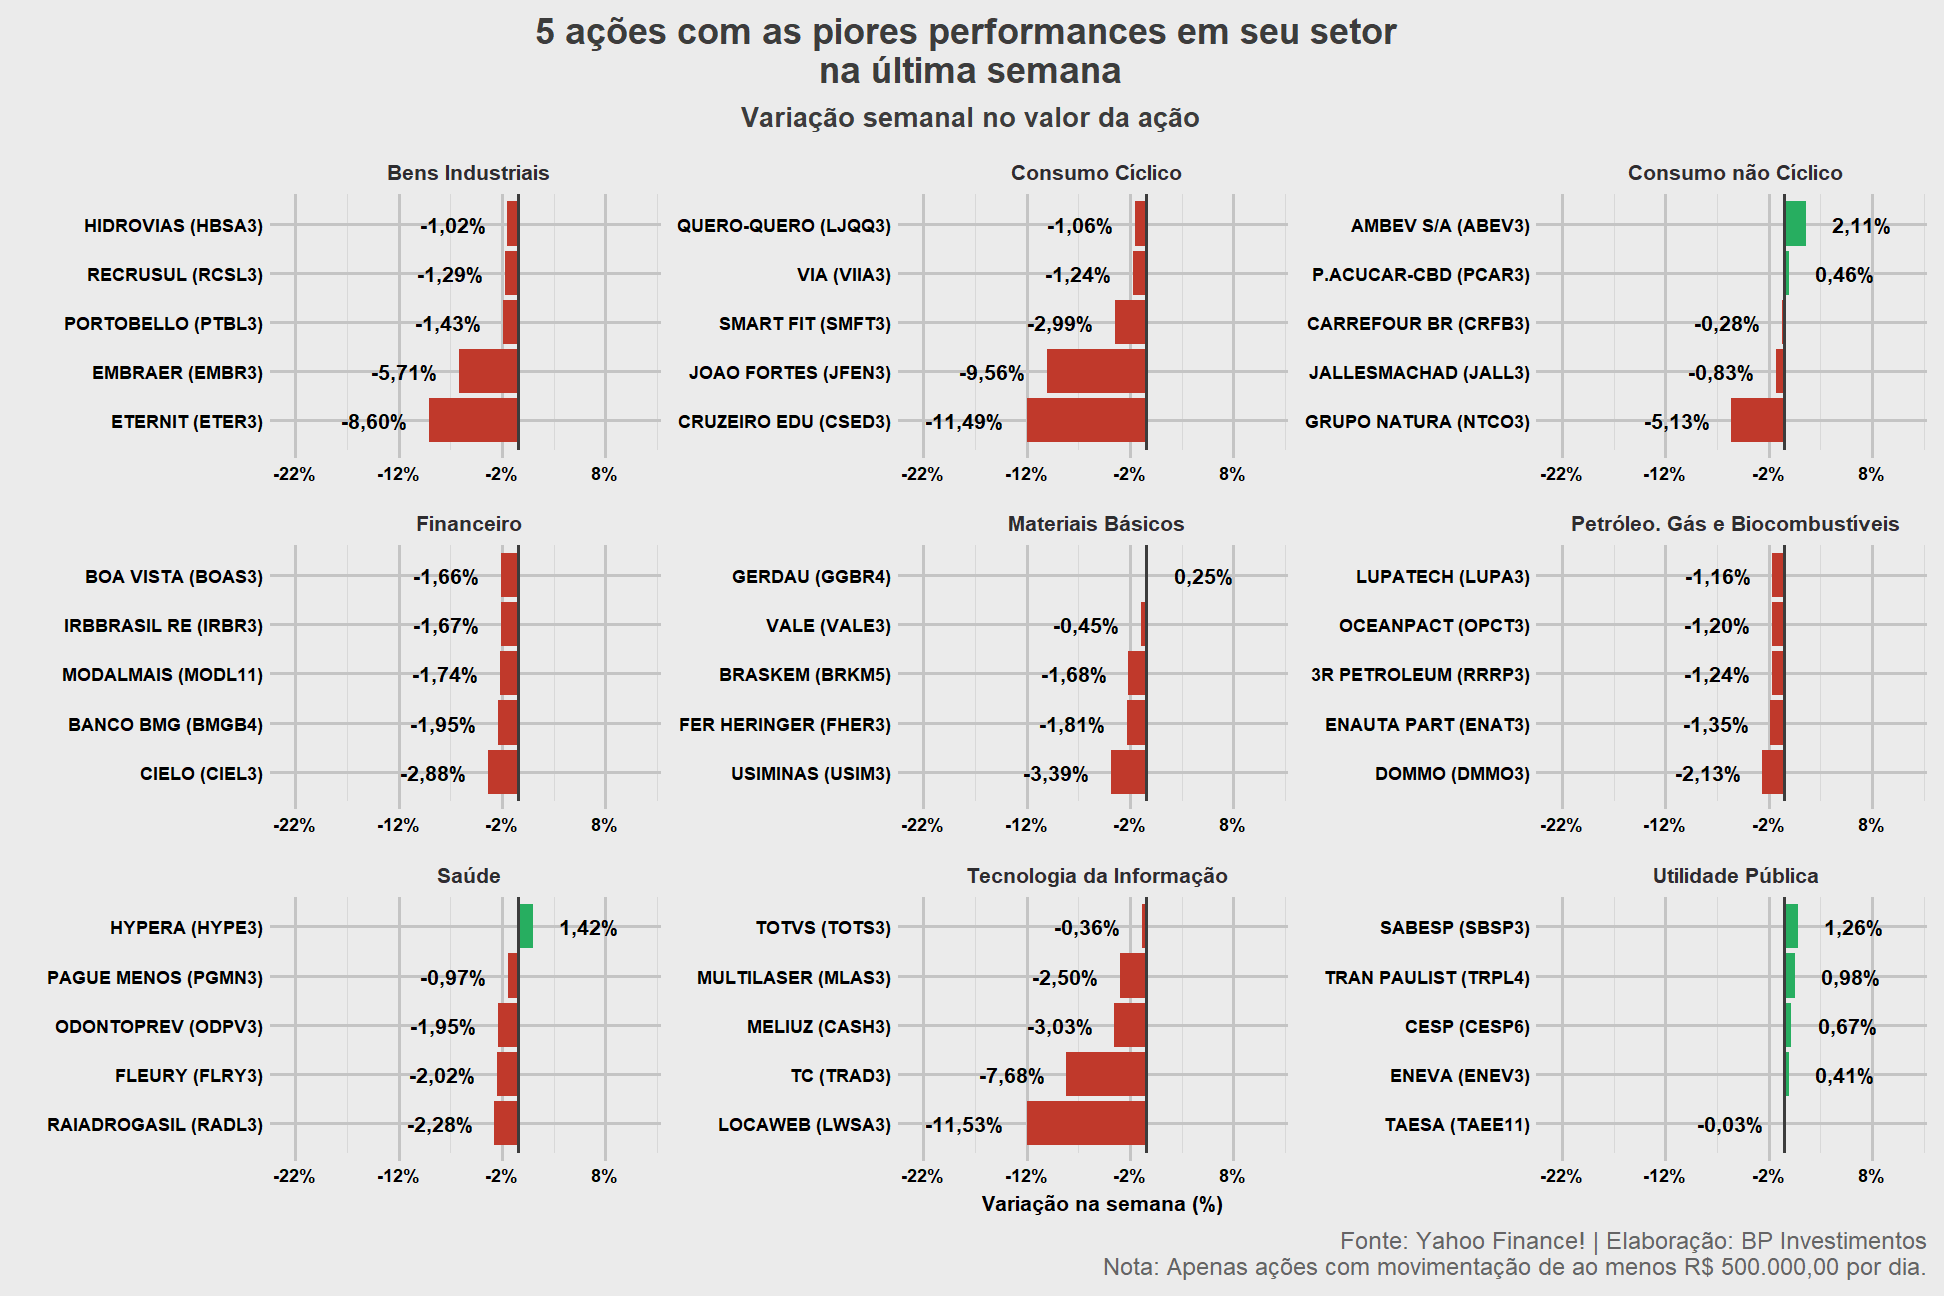 5 ações com as piores performances em seu setor
na última semana
Variação semanal no valor da ação
Bens Industriais
HIDROVIAS (HBSA3) -1,02%
RECRUSUL (RCSL3) -1,29%
PORTOBELLO (PTBL3) -1,43%
EMBRAER (EMBR3) -5,71%
ETERNIT (ETER3) -8,60%
-22% -12% -2% 8%
Consumo Cíclico
QUERO-QUERO (LJQQ3) -1,06%
VIA (VIIA3) -1,24%
SMART FIT (SMFT3) -2,99%
JOAO FORTES (JFEN3) -9,56%
CRUZEIRO EDU (CSED3) -11,49%
-22% -12% -2% 8%
Consumo não Cíclico
AMBEV S/A (ABEV3) 2,11%
P.ACUCAR-CBD (PCAR3) 0,46%
CARREFOUR BR (CRFB3) -0,28%
JALLESMACHAD (JALL3) -0,83%
GRUPO NATURA (NTCO3) -5,13%
-22% -12% -2% 8%
Financeiro
BOA VISTA (BOAS3) -1,66%
IRBBRASIL RE (IRBR3) -1,67%
MODALMAIS (MODL11) -1,74%
BANCO BMG (BMGB4) -1,95%
CIELO (CIEL3) -2,88%
-22% -12% -2% 8%
Materiais Básicos
GERDAU (GGBR4) 0,25%
VALE (VALE3) -0,45%
BRASKEM (BRKM5) -1,68%
FER HERINGER (FHER3) -1,81%
USIMINAS (USIM3) -3,39%
-22% -12% -2% 8%
Petróleo. Gás e Biocombustíveis
LUPATECH (LUPA3) -1,16%
OCEANPACT (OPCT3) -1,20%
3R PETROLEUM (RRRP3) -1,24%
ENAUTA PART (ENAT3) -1,35%
DOMMO (DMMO3) -2,13%
-22% -12% -2% 8%
Saúde
HYPERA (HYPE3) 1,42%
PAGUE MENOS (PGMN3) -0,97%
ODONTOPREV (ODPV3) -1,95%
FLEURY (FLRY3) -2,02%
RAIADROGASIL (RADL3) -2,28%
-22% -12% -2% 8%
Tecnologia da Informação
TOTVS (TOTS3) -0,36%
MULTILASER (MLAS3) -2,50%
MELIUZ (CASH3) -3,03%
TC (TRAD3) -7,68%
LOCAWEB (LWSA3) -11,53%
-22% -12% -2% 8%
Utilidade Pública
SABESP (SBSP3) 1,26%
TRAN PAULIST (TRPL4) 0,98%
CESP (CESP6) 0,67%
ENEVA (ENEV3) 0,41%
TAESA (TAEE11) -0,03%
-22% -12% -2% 8%
Variação na semana (%)
Fonte: Yahoo Finance! | Elaboração: BP Investimentos
Nota: Apenas ações com movimentação de ao menos R$ 500.000,00 por dia.